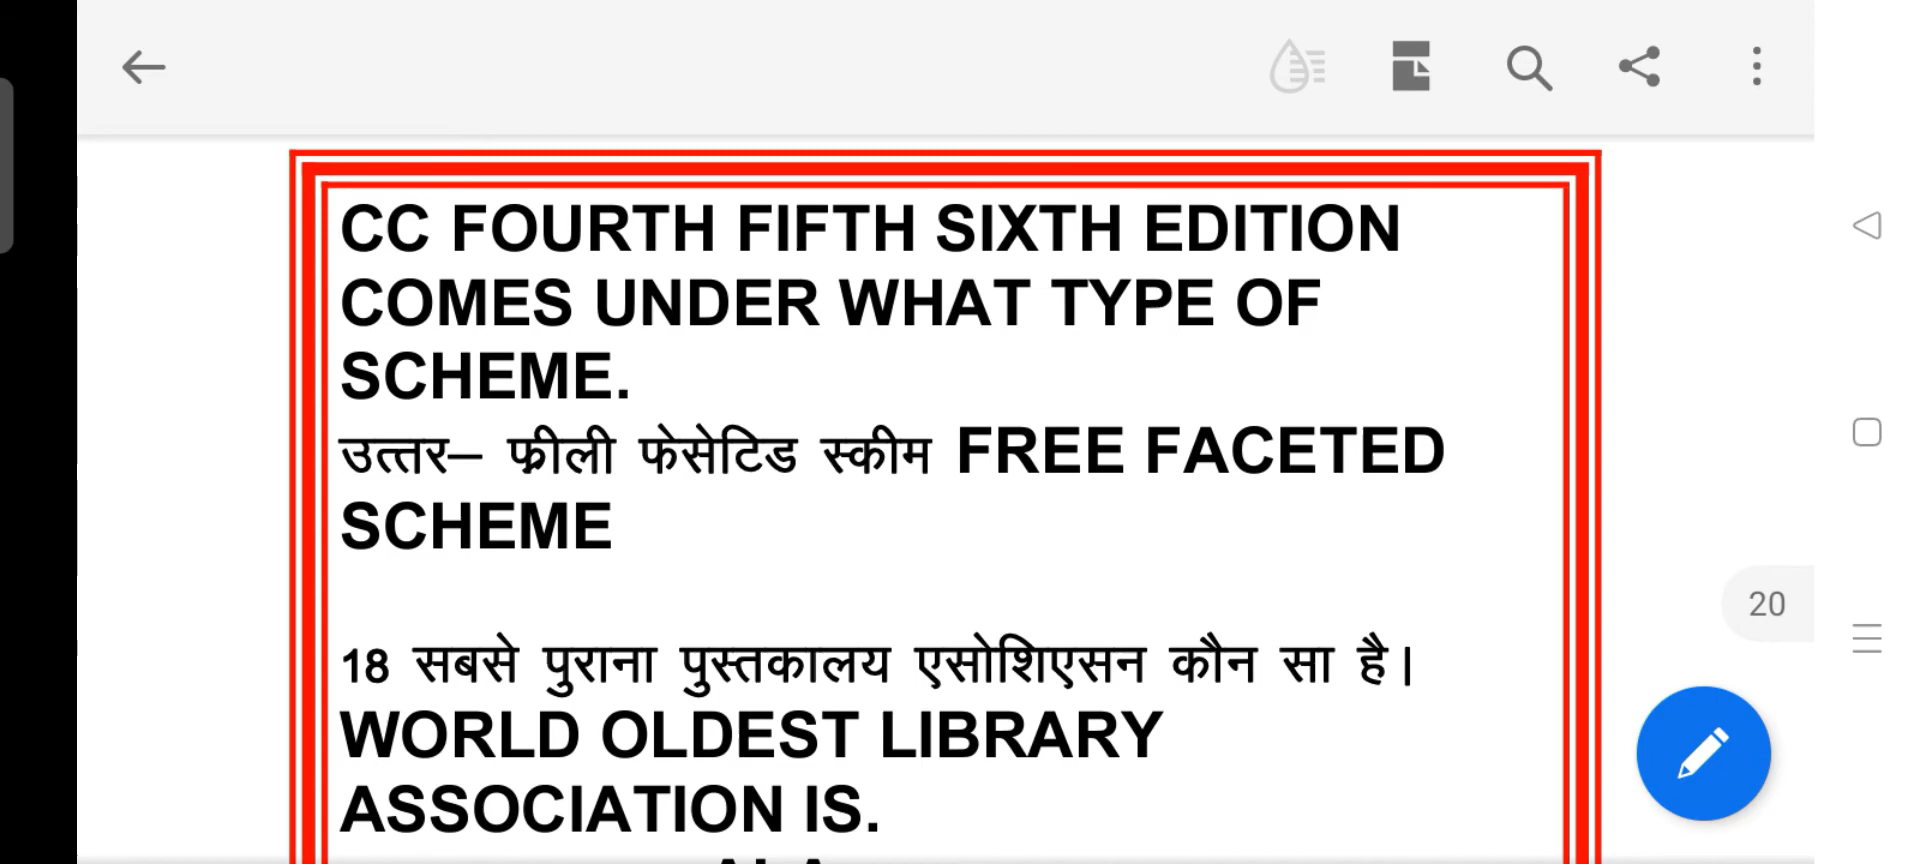 CC FOURTH FIFTH SIXTH EDITION
COMES UNDER WHAT TYPE OF
SCHEME.
उत्तर– फ्रीली फेसेटिड स्कीम FREE FACETED
SCHEME
20
18 सबसे पुराना पुस्तकालय एसोशिएसन कौन सा है।
WORLD OLDEST LIBRARY
ASSOCIATION IS.